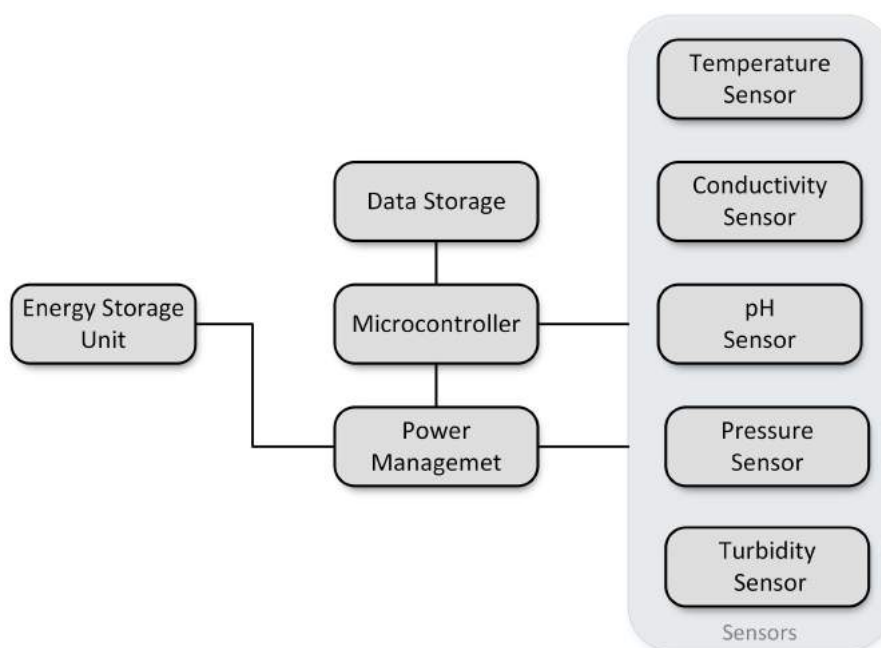 Temperature
Sensor
Conductivity
Sensor
Data Storage
Energy Storage
Unit
Microcontroller
pH
Sensor
Power
Managemet
Pressure
Sensor
Turbidity
Sensor
Sensors